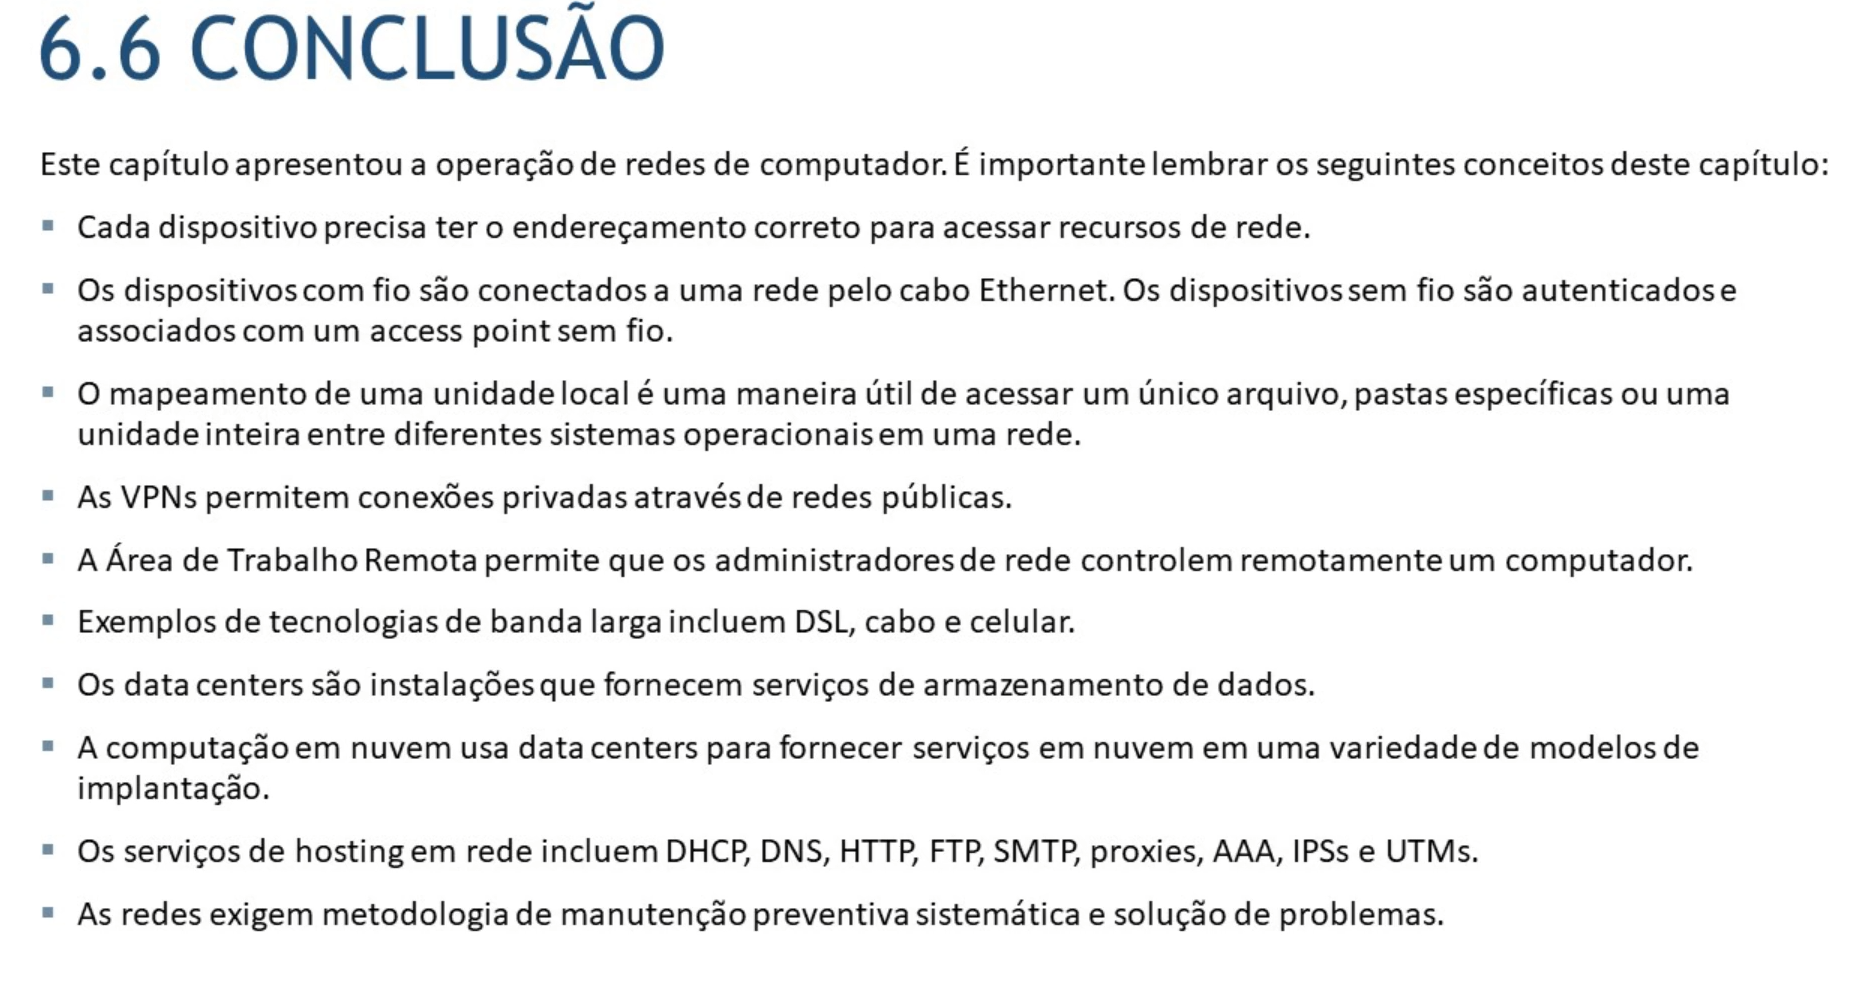 6.6 CONCLUSÃO
Este capítulo apresentou a operação de redes de computador. É importante lembrar os seguintes conceitos deste capítulo:
▪ Cada dispositivo precisa ter o endereçamento correto para acessar recursos de rede.
▪ Os dispositivos com fio são conectados a uma rede pelo cabo Ethernet. Os dispositivos sem fio são autenticados e
associados com um access point sem fio.
▪ O mapeamento de uma unidade local é uma maneira útil de acessar um único arquivo, pastas específicas ou uma
unidade inteira entre diferentes sistemas operacionais em uma rede.
▪ As VPNs permitem conexões privadas através de redes públicas.
▪ A Área de Trabalho Remota permite que os administradores de rede controlem remotamente um computador.
▪ Exemplos de tecnologias de banda larga incluem DSL, cabo e celular.
▪ Os data centers são instalações que fornecem serviços de armazenamento de dados.
▪ A computação em nuvem usa data centers para fornecer serviços em nuvem em uma variedade de modelos de
implantação.
▪ Os serviços de hosting em rede incluem DHCP, DNS, HTTP, FTP, SMTP, proxies, AAA, IPSs e UTMs.
▪ As redes exigem metodologia de manutenção preventiva sistemática e solução de problemas.